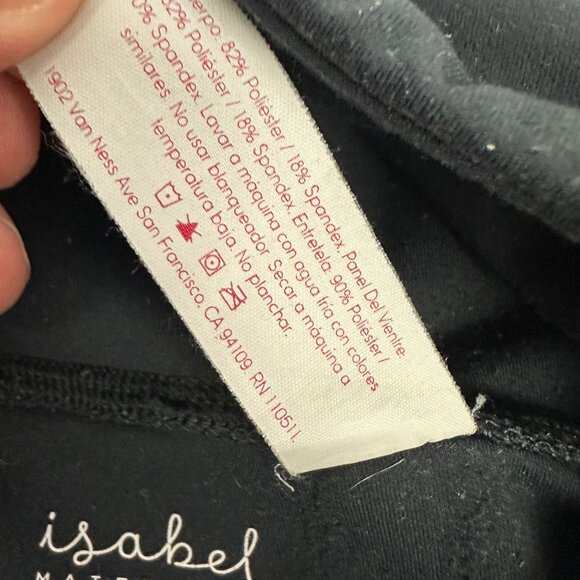 82% Poliéster / 18% Spandex. Panel Del Vientre:
82% Poliéster / 18% Spandex. Entretela: 90% Poliéster /
Spandex. Lavar a máquina con agua fría con colores
similares. No usar blanqueador. Secar a máquina a
temperatura baja. No planchar.
1902 Van Ness Ave San Francisco, CA 94109. RN 110511.
isabel